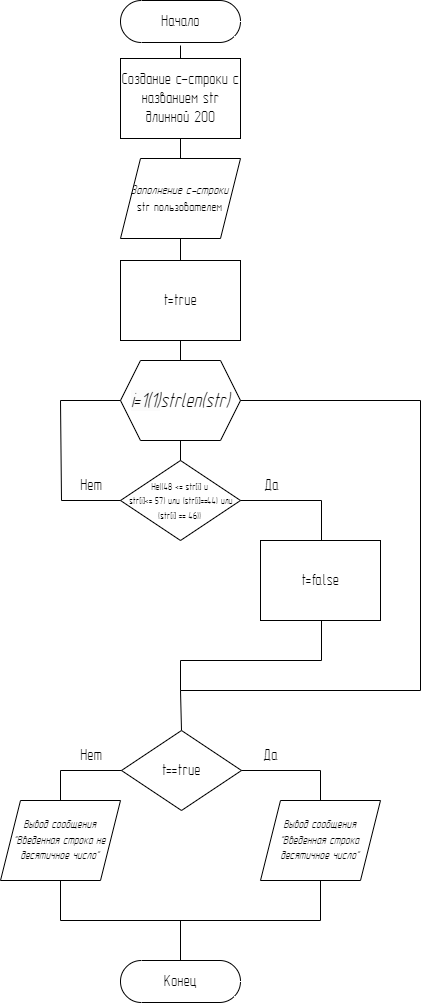 Начало
Создание с-строки с
названием str
длинной 200
Заполнение с-строки
str пользователем
t=true
i=1(1)strlen(str)
Нет
Не((48 <= str[i] и
str[i]<= 57) или (str[i]==44) или
(str[i] == 46))
Да
t=false
Нет
t==true
Да
Вывод сообщения
"Введенная строка не
десятичное число"
Вывод сообщения
"Введенная строка
десятичное число"
Конец